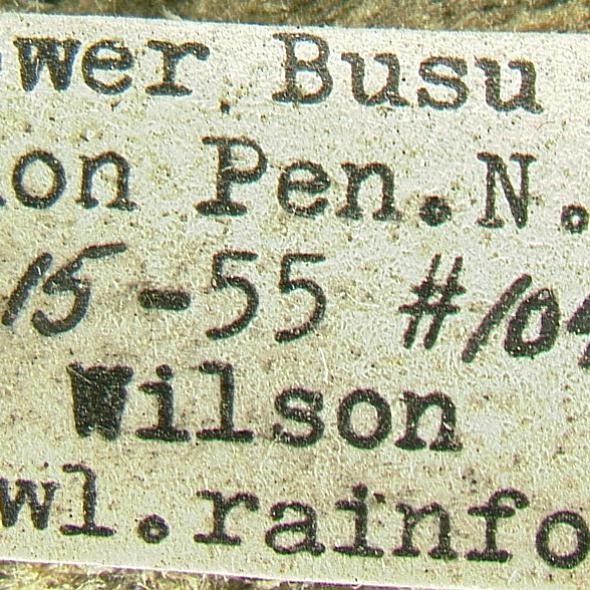 wer Busu
on Pen.N.
15-55 #10
Wilson
wl.rainfo